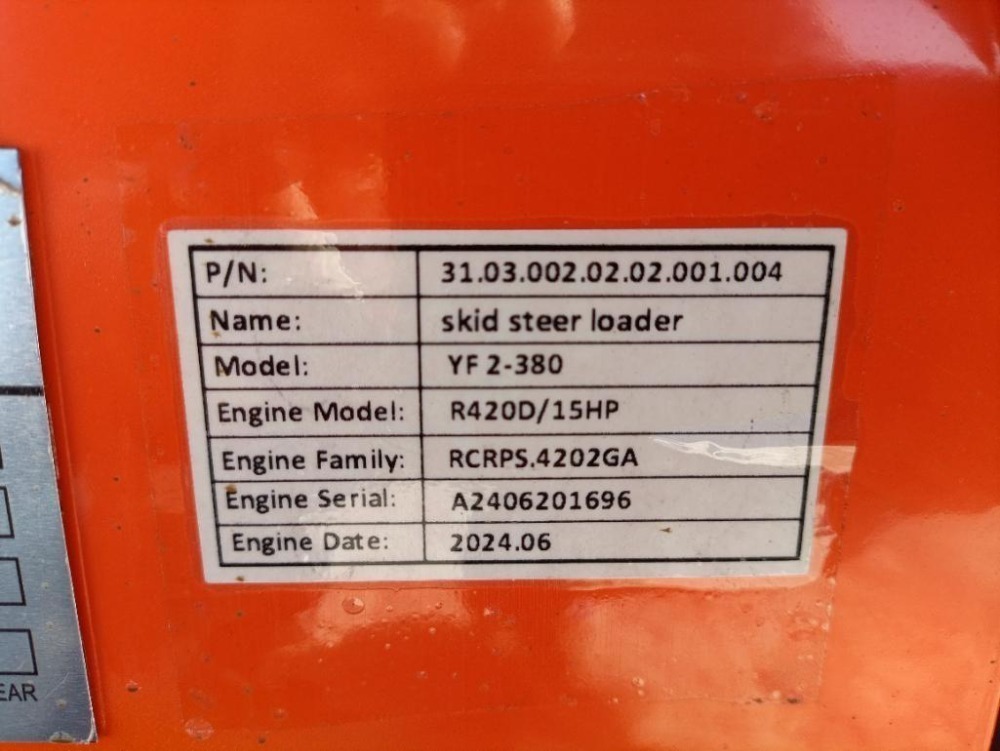 P/N: 31.03.002.02.02.001.004
Name: skid steer loader
Model: YF 2-380
Engine Model: R420D/15HP
Engine Family: RCRPS.4202GA
Engine Serial: A2406201696
Engine Date: 2024.06
EAR